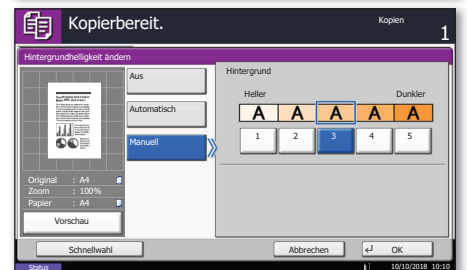 Kopierbereit.
Kopien
1
Hintergrundhelligkeit ändern
Aus
Automatisch
Manuell
Hintergrund
Heller
Dunkler
A A A A A
1 2 3 4 5
Original : A4
Zoom : 100%
Papier : A4
Vorschau
Schnellwahl
Abbrechen
OK
Status
10/10/2018 10:10